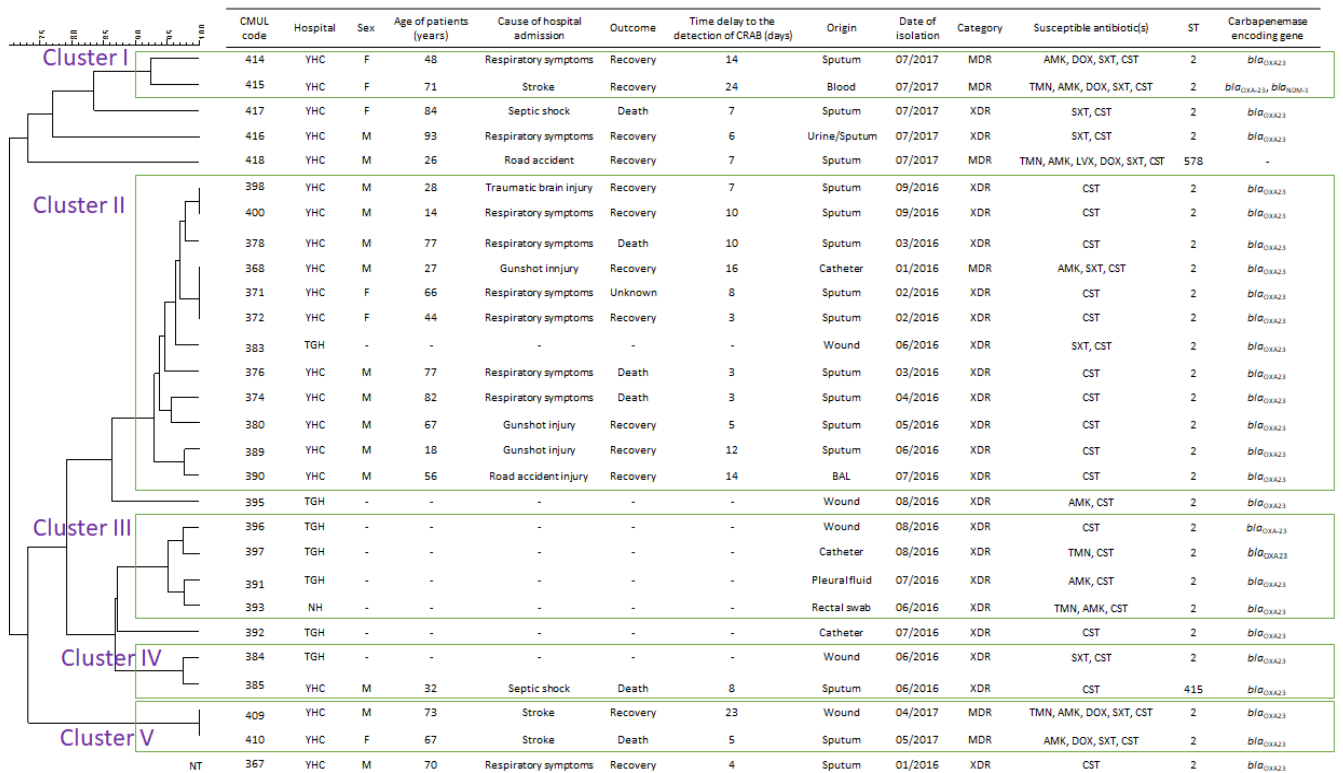 75 80 85 90 95 100
CMUL code Hospital Sex Age of patients (years) Cause of hospital admission Outcome Time delay to the detection of CRAB (days) Origin Date of isolation Category Susceptible antibiotic(s) ST Carbapenemase encoding gene
Cluster I
414 YHC F 48 Respiratory symptoms Recovery 14 Sputum 07/2017 MDR AMK, DOX, SXT, CST 2 blaOXA23
415 YHC F 71 Stroke Recovery 24 Blood 07/2017 MDR TMN, AMK, DOX, SXT, CST 2 blaOXA-23, blaNDM-1
417 YHC F 84 Septic shock Death 7 Sputum 07/2017 XDR SXT, CST 2 blaOXA23
416 YHC M 93 Respiratory symptoms Recovery 6 Urine/Sputum 07/2017 XDR SXT, CST 2 blaOXA23
418 YHC M 26 Road accident Recovery 7 Sputum 07/2017 MDR TMN, AMK, LVX, DOX, SXT, CST 578 -
Cluster II
398 YHC M 28 Traumatic brain injury Recovery 7 Sputum 09/2016 XDR CST 2 blaOXA23
400 YHC M 14 Respiratory symptoms Recovery 10 Sputum 09/2016 XDR CST 2 blaOXA23
378 YHC M 77 Respiratory symptoms Death 10 Sputum 03/2016 XDR CST 2 blaOXA23
368 YHC M 27 Gunshot innjury Recovery 16 Catheter 01/2016 MDR AMK, SXT, CST 2 blaOXA23
371 YHC F 66 Respiratory symptoms Unknown 8 Sputum 02/2016 XDR CST 2 blaOXA23
372 YHC F 44 Respiratory symptoms Recovery 3 Sputum 02/2016 XDR CST 2 blaOXA23
383 TGH - - - - - Wound 06/2016 XDR SXT, CST 2 blaOXA23
376 YHC M 77 Respiratory symptoms Death 3 Sputum 03/2016 XDR CST 2 blaOXA23
374 YHC M 82 Respiratory symptoms Death 3 Sputum 04/2016 XDR CST 2 blaOXA23
380 YHC M 67 Gunshot injury Recovery 5 Sputum 05/2016 XDR CST 2 blaOXA23
389 YHC M 18 Gunshot injury Recovery 12 Sputum 06/2016 XDR CST 2 blaOXA23
390 YHC M 56 Road accident injury Recovery 14 BAL 07/2016 XDR CST 2 blaOXA23
395 TGH - - - - - Wound 08/2016 XDR AMK, CST 2 blaOXA23
Cluster III
396 TGH - - - - - Wound 08/2016 XDR CST 2 blaOXA-23
397 TGH - - - - - Catheter 08/2016 XDR TMN, CST 2 blaOXA23
391 TGH - - - - - Pleural fluid 07/2016 XDR AMK, CST 2 blaOXA23
393 NH - - - - - Rectal swab 06/2016 XDR TMN, AMK, CST 2 blaOXA23
392 TGH - - - - - Catheter 07/2016 XDR CST 2 blaOXA23
Cluster IV
384 TGH - - - - - Wound 06/2016 XDR SXT, CST 2 blaOXA23
385 YHC M 32 Septic shock Death 8 Sputum 06/2016 XDR CST 415 blaOXA23
409 YHC M 73 Stroke Recovery 23 Wound 04/2017 MDR TMN, AMK, DOX, SXT, CST 2 blaOXA23
Cluster V
410 YHC F 67 Stroke Death 5 Sputum 05/2017 MDR AMK, DOX, SXT, CST 2 blaOXA23
NT 367 YHC M 70 Respiratory symptoms Recovery 4 Sputum 01/2016 XDR CST 2 blaOXA23